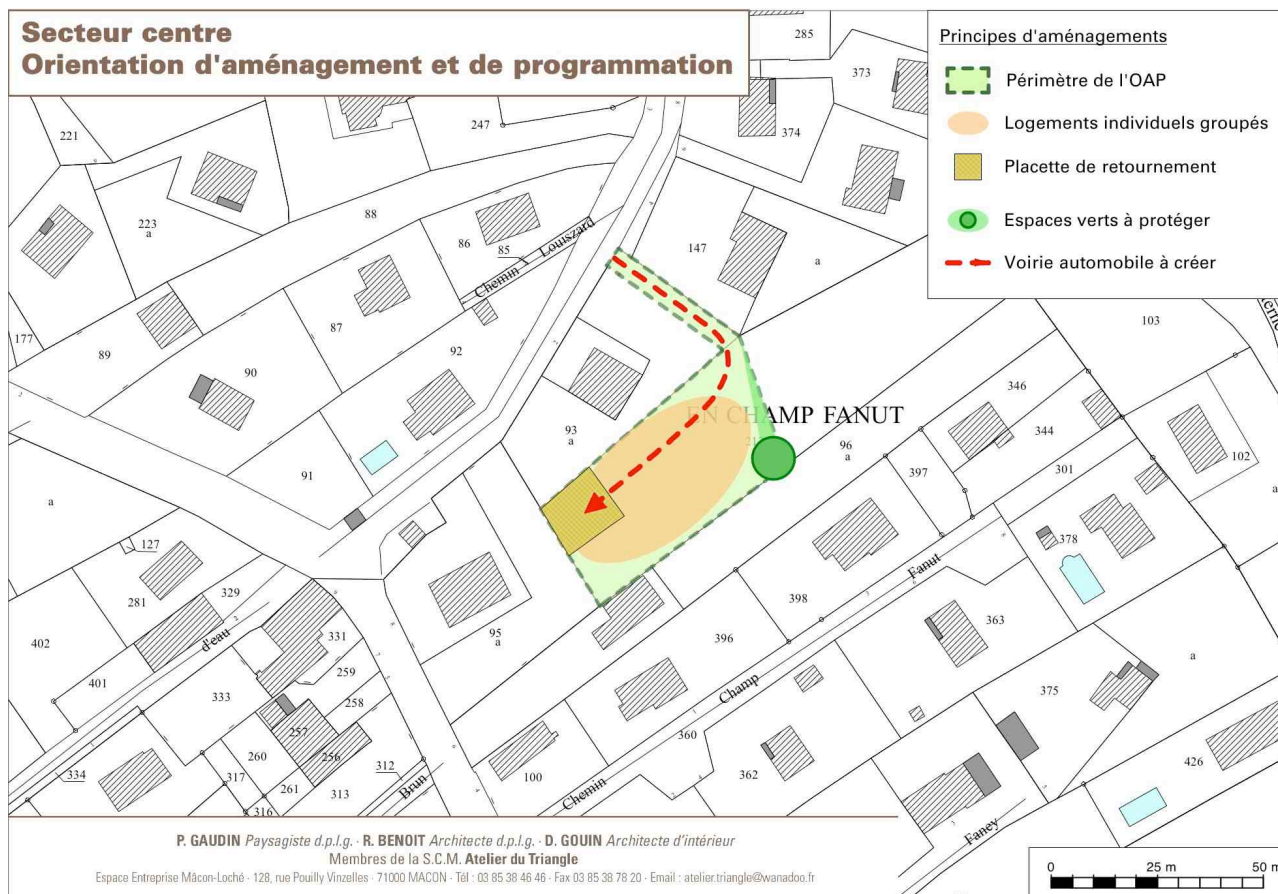 Secteur centre
Orientation d'aménagement et de programmation
Principes d'aménagements
Périmètre de l'OAP
Logements individuels groupés
Placette de retournement
Espaces verts à protéger
Voirie automobile à créer
285
373
374
247
221
223
a
88
86
85
Chemin Louiszard
147
a
177
89
87
92
90
91
103
346
344
EN CHAMP FANUT
93
a
96
a
397
301
102
a
a
127
281
329
402
401
d'eau
331
259
258
333
257
256
260
261
317
316
313
312
334
Brun
95
a
378
398
396
363
Chemin Champ Fanut
360
362
100
375
a
426
Faney
P. GAUDIN Paysagiste d.p.l.g. · R. BENOIT Architecte d.p.l.g. · D. GOUIN Architecte d'intérieur
Membres de la S.C.M. Atelier du Triangle
Espace Entreprise Mâcon-Loché · 128, rue Pouilly Vinzelles · 71000 MACON · Tél : 03 85 38 46 46 · Fax 03 85 38 78 20 · Email : atelier.triangle@wanadoo.fr
0 25 m 50 m